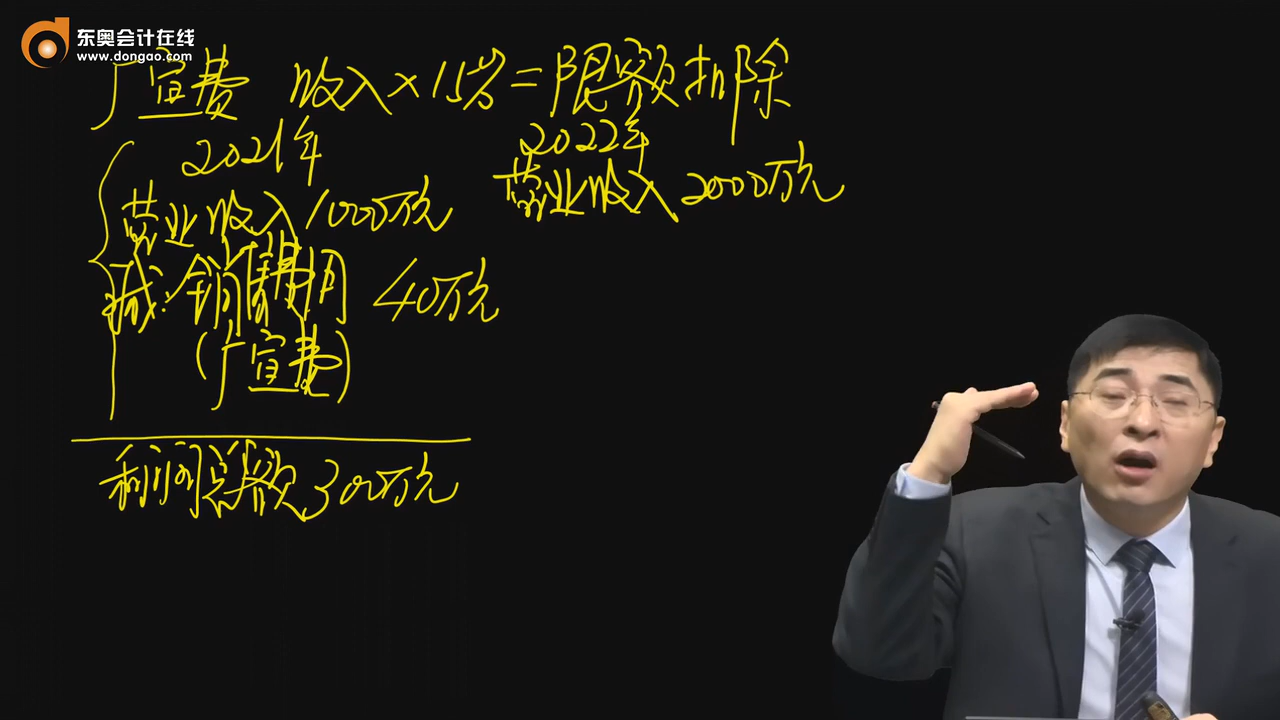 东奥会计在线
www.dongao.com
广宣费 收入×15%=限额扣除
2021年
营业收入1000万元
减:销售费用 40万元
(广宣费)
利润总额300万元
2022年
营业收入2000万元